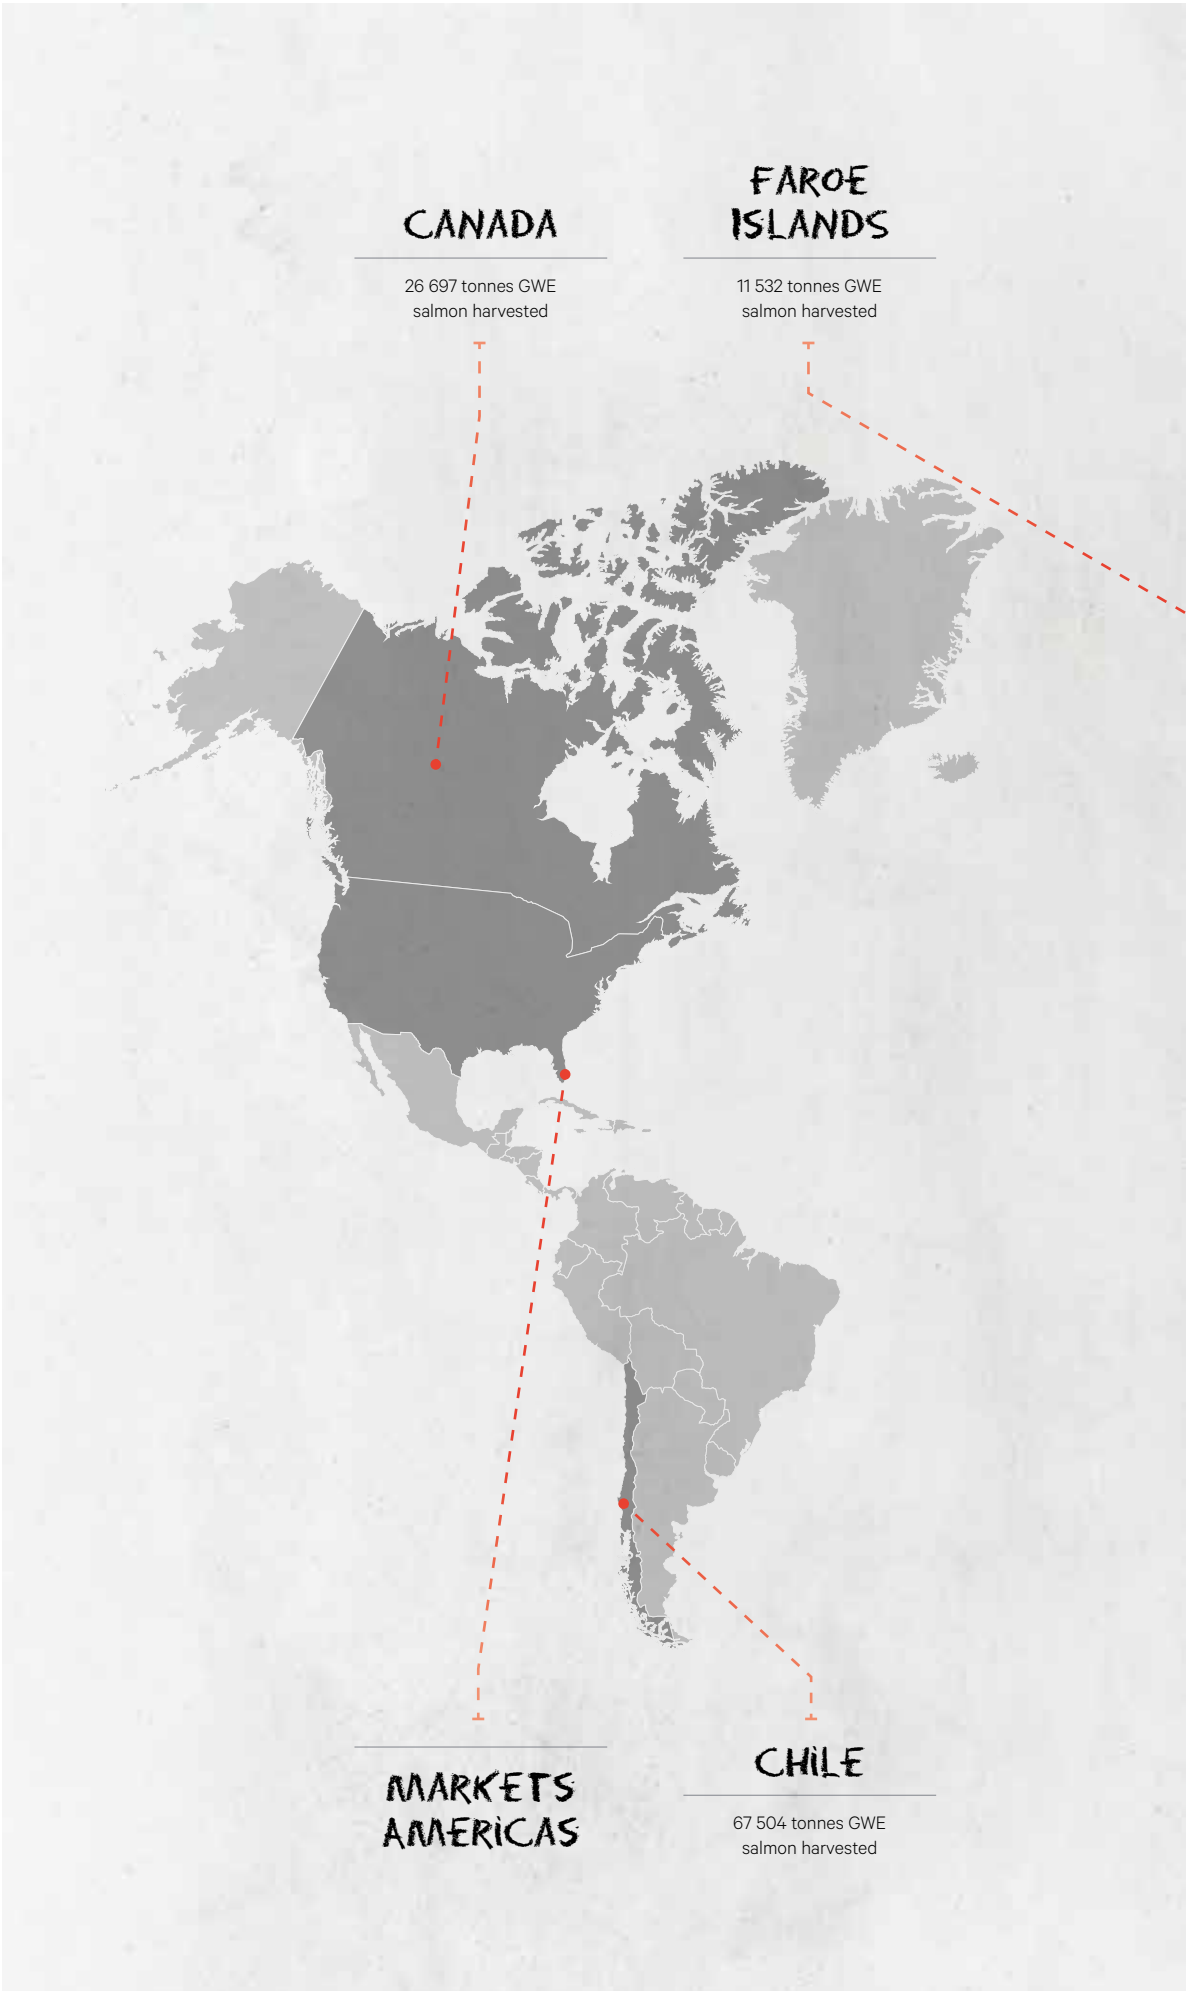 CANADA
26 697 tonnes GWE
salmon harvested
FAROE
ISLANDS
11 532 tonnes GWE
salmon harvested
MARKETS
AMERiCAS
CHiLE
67 504 tonnes GWE
salmon harvested